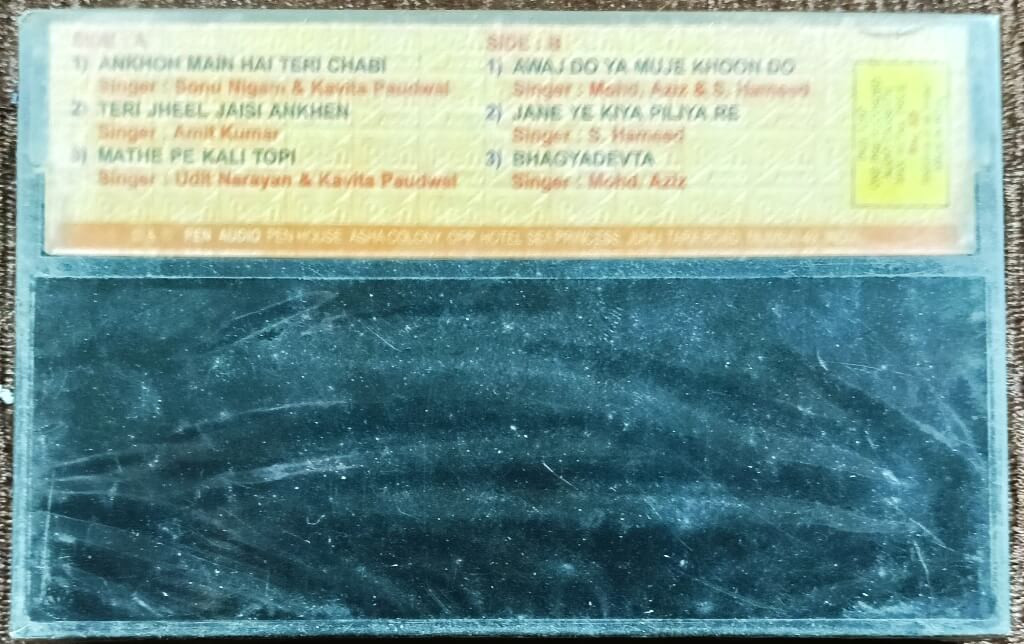 SIDE : A
1) ANKHON MAIN HAI TERI CHABI
Singer : Sonu Nigam & Kavita Paudwal
2) TERI JHEEL JAISI ANKHEN
Singer : Amit Kumar
3) MATHE PE KALI TOPI
Singer : Udit Narayan & Kavita Paudwal
SIDE : B
1) AWAJ DO YA MUJE KHOON DO
Singer : Mohd. Aziz & S. Hameed
2) JANE YE KIYA PILIYA RE
Singer : S. Hameed
3) BHAGYADEVTA
Singer : Mohd. Aziz
PEN AUDIO PEN HOUSE ASHA COLONY OPP HOTEL SEA PRINCESS JUHU TARA ROAD